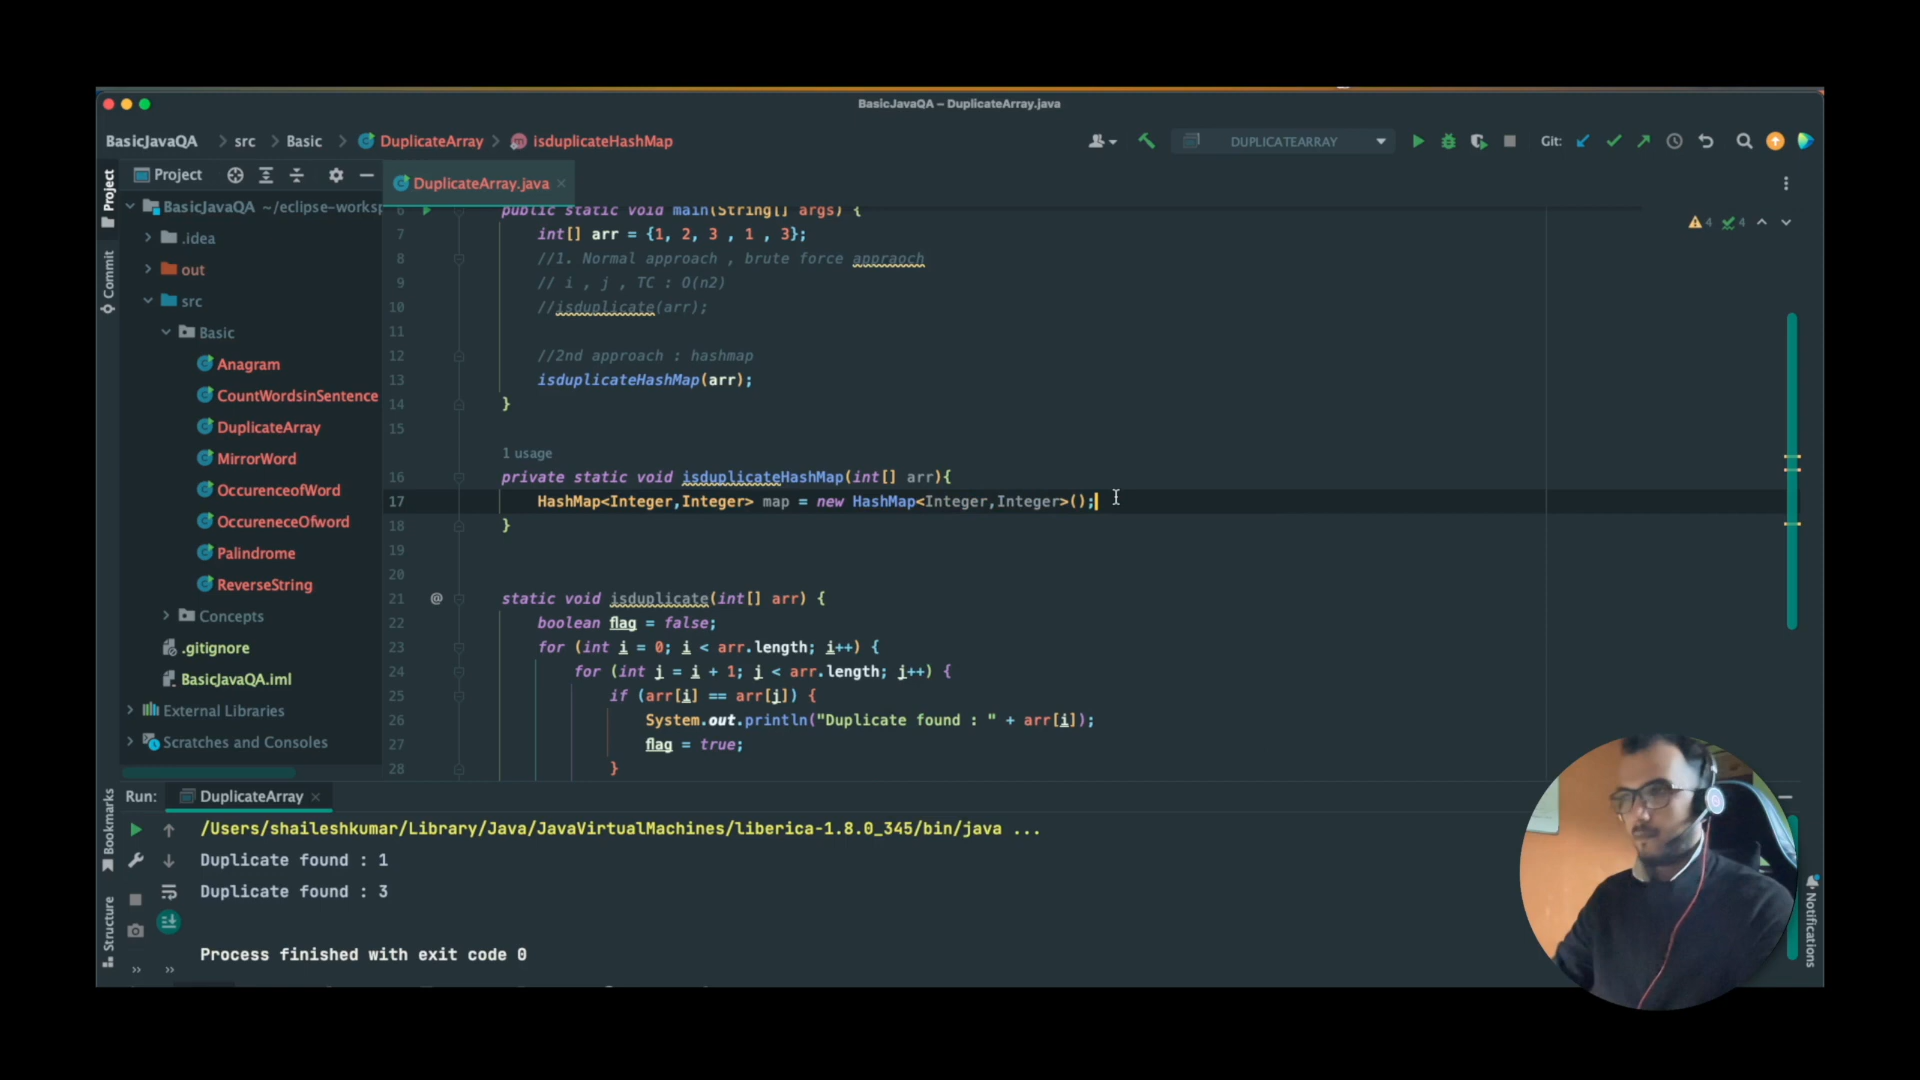 BasicJavaQA – DuplicateArray.java
BasicJavaQA
src
Basic
DuplicateArray
isduplicateHashMap
DUPLICATEARRAY
Git:
Project
Commit
Bookmarks
Structure
Notifications
Project
BasicJavaQA ~/eclipse-worksp
.idea
out
src
Basic
Anagram
CountWordsinSentence
DuplicateArray
MirrorWord
OccurenceofWord
OccureneceOfword
Palindrome
ReverseString
Concepts
.gitignore
BasicJavaQA.iml
External Libraries
Scratches and Consoles
DuplicateArray.java
4 4
6 public static void main(String[] args) {
7 int[] arr = {1, 2, 3 , 1 , 3};
8 //1. Normal approach , brute force appraoch
9 // i , j , TC : O(n2)
10 //isduplicate(arr);
11
12 //2nd approach : hashmap
13 isduplicateHashMap(arr);
14 }
15
1 usage
16 private static void isduplicateHashMap(int[] arr){
17 HashMap<Integer,Integer> map = new HashMap<Integer,Integer>();
18 }
19
20
21 @ static void isduplicate(int[] arr) {
22 boolean flag = false;
23 for (int i = 0; i < arr.length; i++) {
24 for (int j = i + 1; j < arr.length; j++) {
25 if (arr[i] == arr[j]) {
26 System.out.println("Duplicate found : " + arr[i]);
27 flag = true;
28 }
Run: DuplicateArray
/Users/shaileshkumar/Library/Java/JavaVirtualMachines/liberica-1.8.0_345/bin/java ...
Duplicate found : 1
Duplicate found : 3
Process finished with exit code 0